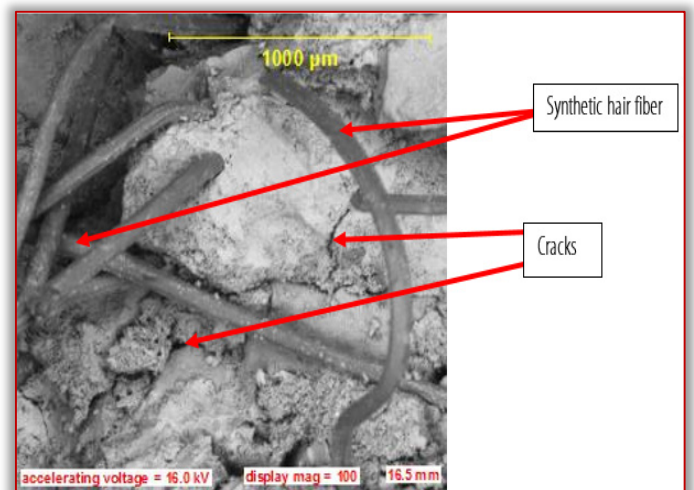 1000 µm
Synthetic hair fiber
Cracks
accelerating voltage = 16.0 kV display mag = 100 16.5 mm